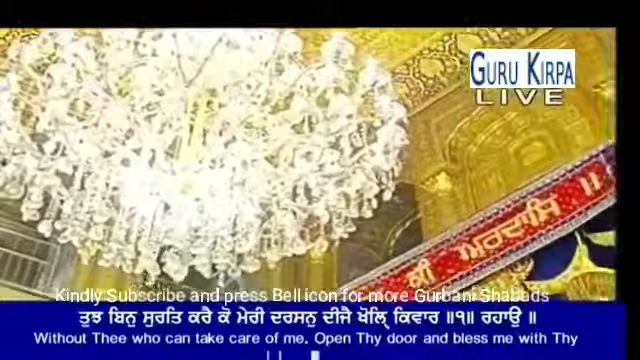 GURU KIRPA
LIVE
ਕੀ ਅਰਦਾਸਿ ॥
Kindly Subscribe and press Bell icon for more Gurbani Shabads
ਤੁਝ ਬਿਨੁ ਸੁਰਤਿ ਕਰੈ ਕੋ ਮੇਰੀ ਦਰਸਨੁ ਦੀਜੈ ਖੋਲਿ੍ ਕਿਵਾਰ ॥੧॥ ਰਹਾਉ ॥
Without Thee who can take care of me. Open Thy door and bless me with Thy